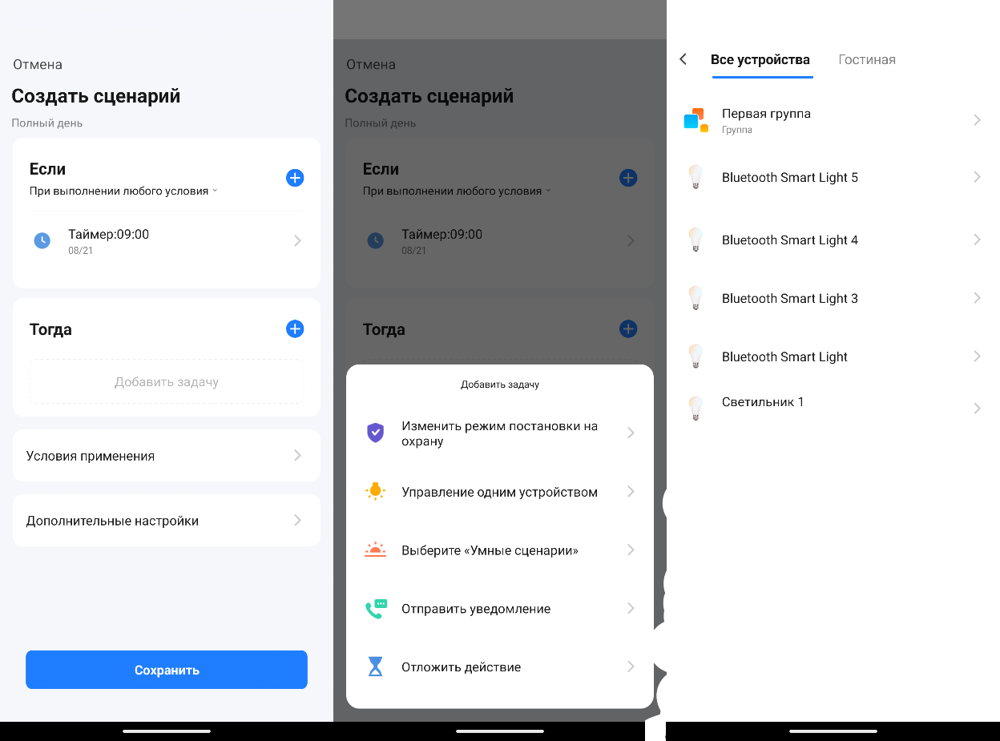 Отмена
Создать сценарий
Полный день
Если
При выполнении любого условия
Таймер:09:00
08/21
Тогда
Добавить задачу
Условия применения
Дополнительные настройки
Сохранить
Отмена
Создать сценарий
Полный день
Если
При выполнении любого условия
Таймер:09:00
08/21
Тогда
Добавить задачу
Изменить режим постановки на
охрану
Управление одним устройством
Выберите «Умные сценарии»
Отправить уведомление
Отложить действие
Все устройства Гостиная
Первая группа
Группа
Bluetooth Smart Light 5
Bluetooth Smart Light 4
Bluetooth Smart Light 3
Bluetooth Smart Light
Светильник 1